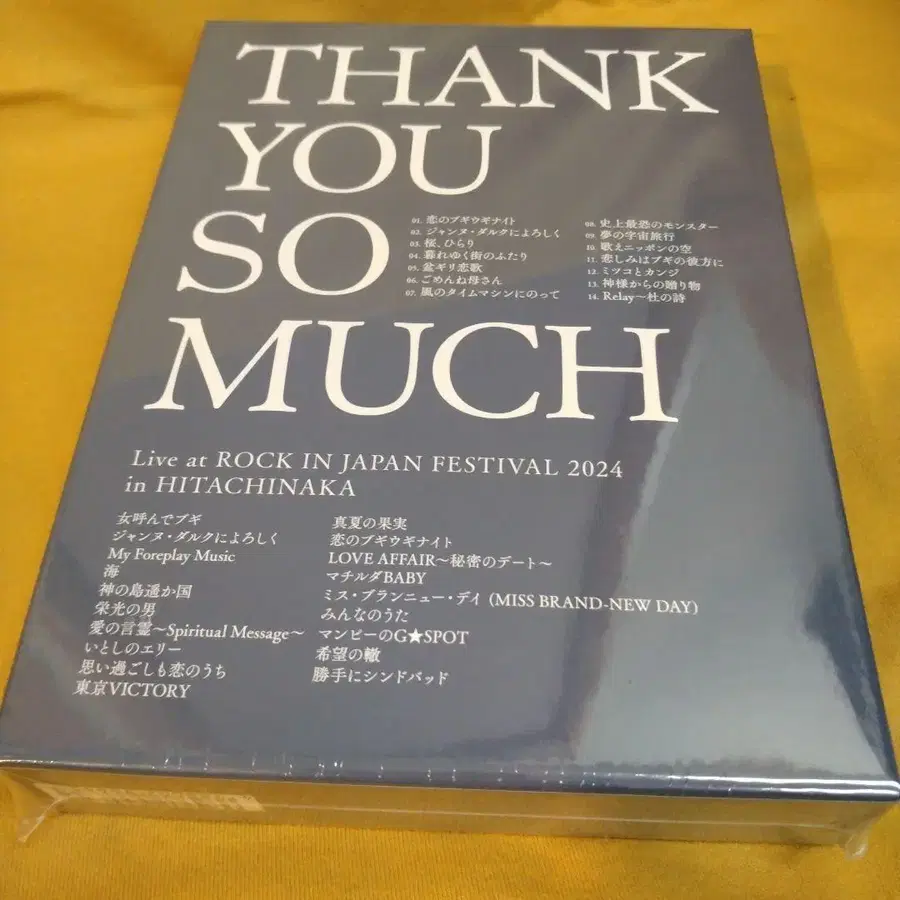 THANK
YOU
SO
MUCH
01. 恋のブギウギナイト
02. ジャンヌ・ダルクによろしく
03. 桜、ひらり
04. 暮れゆく街のふたり
05. 盆ギリ恋歌
06. ごめんね母さん
07. 風のタイムマシンにのって
08. 史上最恐のモンスター
09. 夢の宇宙旅行
10. 歌えニッポンの空
11. 悲しみはブギの彼方に
12. ミツコとカンジ
13. 神様からの贈り物
14. Relay〜杜の詩
Live at ROCK IN JAPAN FESTIVAL 2024
in HITACHINAKA
女呼んでブギ
ジャンヌ・ダルクによろしく
My Foreplay Music
海
神の島遥か国
栄光の男
愛の言霊〜Spiritual Message〜
いとしのエリー
思い過ごしも恋のうち
東京VICTORY
真夏の果実
恋のブギウギナイト
LOVE AFFAIR〜秘密のデート〜
マチルダBABY
ミス・ブランニュー・デイ (MISS BRAND-NEW DAY)
みんなのうた
マンピーのG★SPOT
希望の轍
勝手にシンドバッド